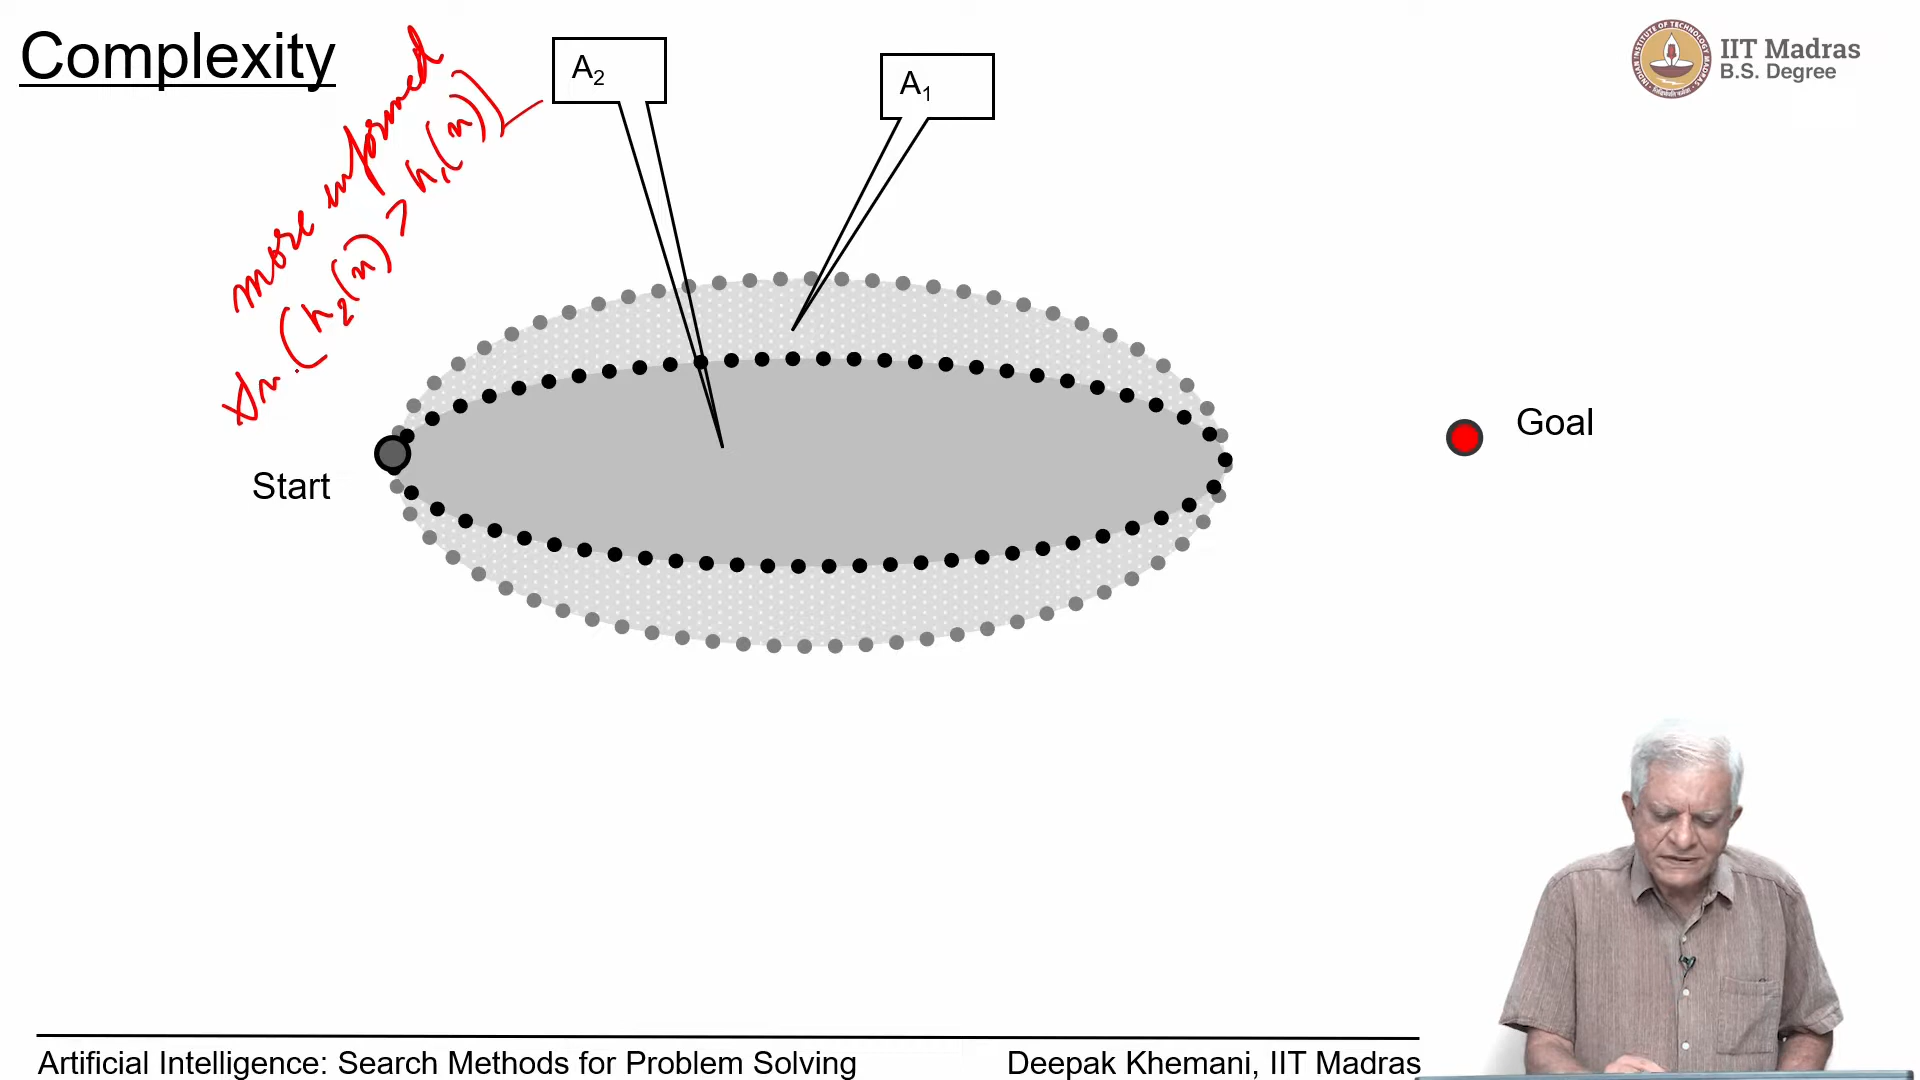 Complexity
A₂
A₁
IIT Madras
B.S. Degree
more informed
∀n. (h₂(n) > h₁(n))
Start
Goal
Artificial Intelligence: Search Methods for Problem Solving
Deepak Khemani, IIT Madras